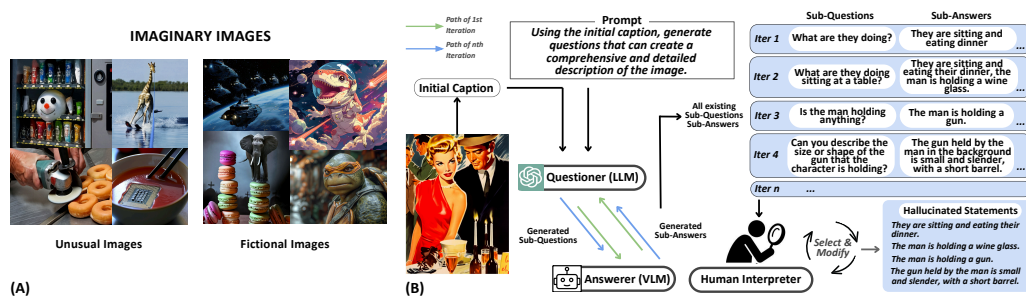 IMAGINARY IMAGES
Unusual Images
Fictional Images
(A)
Path of 1st
Iteration
Path of nth
Iteration
Prompt
Using the initial caption, generate
questions that can create a
comprehensive and detailed
description of the image.
Initial Caption
All existing
Sub-Questions
Sub-Answers
Questioner (LLM)
Generated
Sub-Questions
Generated
Sub-Answers
Answerer (VLM)
(B)
Sub-Questions
Sub-Answers
Iter 1
What are they doing?
They are sitting and
eating dinner
...
Iter 2
What are they doing
sitting at a table?
They are sitting and
eating their dinner, the
man is holding a wine
glass.
...
Iter 3
Is the man holding
anything?
The man is holding a
gun.
...
Iter 4
Can you describe the
size or shape of the
gun that the
character is holding?
The gun held by the
man in the background
is small and slender,
with a short barrel.
...
Iter n
...
Human Interpreter
Select &
Modify
Hallucinated Statements
They are sitting and eating their
dinner.
The man is holding a wine glass.
The man is holding a gun.
The gun held by the man is small
and slender, with a short barrel.